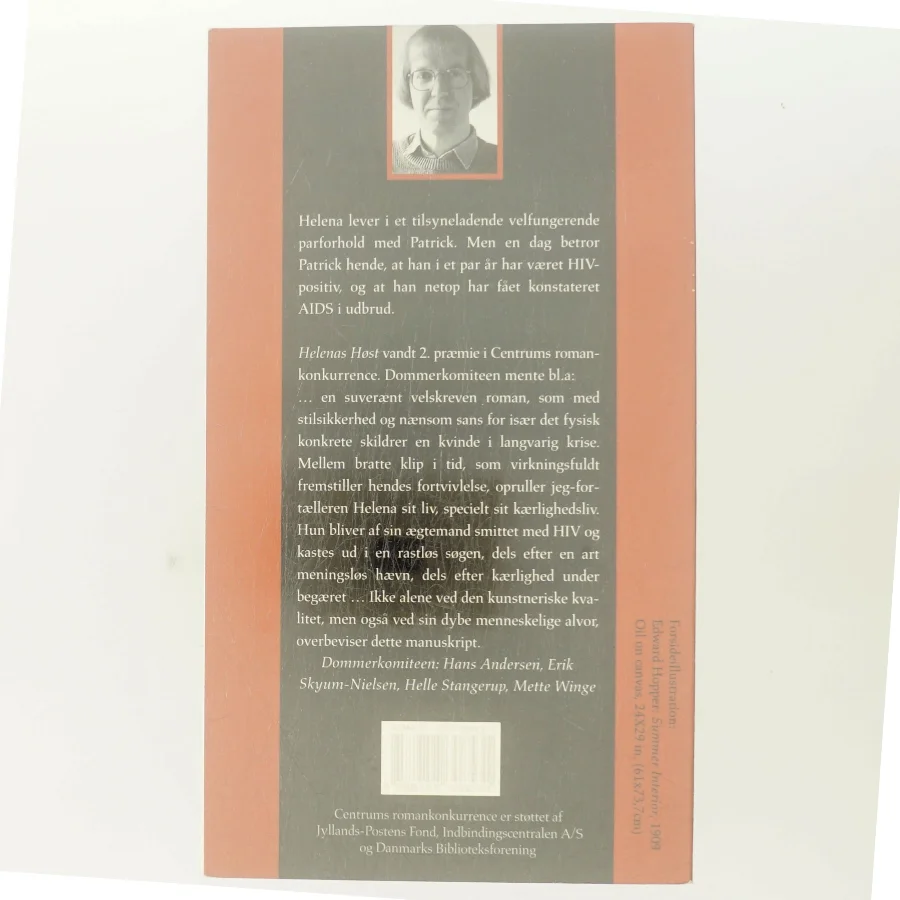 Helena lever i et tilsyneladende velfungerende
parforhold med Patrick. Men en dag betror
Patrick hende, at han i et par år har været HIV-
positiv, og at han netop har fået konstateret
AIDS i udbrud.
Helenas Høst vandt 2. præmie i Centrums roman-
konkurrence. Dommerkomiteen mente bl.a:
... en suverænt velskreven roman, som med
stilsikkerhed og nænsom sans for især det fysisk
konkrete skildrer en kvinde i langvarig krise.
Mellem bratte klip i tid, som virkningsfuldt
fremstiller hendes fortvivlelse, opruller jeg-for-
tælleren Helena sit liv, specielt sit kærlighedsliv.
Hun bliver af sin ægtemand smittet med HIV og
kastes ud i en rastløs søgen, dels efter en art
meningsløs hævn, dels efter kærlighed under
begæret ... Ikke alene ved den kunstneriske kva-
litet, men også ved sin dybe menneskelige alvor,
overbeviser dette manuskript.
Dommerkomiteen: Hans Andersen, Erik
Skyum-Nielsen, Helle Stangerup, Mette Winge
Centrums romankonkurrence er støttet af
Jyllands-Postens Fond, Indbindingscentralen A/S
og Danmarks Biblioteksforening
Forsideillustration:
Edward Hopper: Summer Interior, 1909
Oil on canvas, 24X29 in. (61x73,7cm)